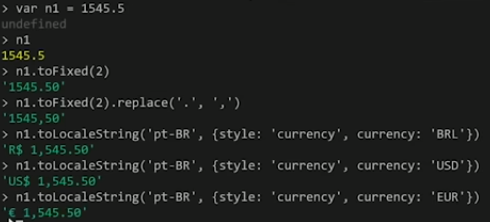 > var n1 = 1545.5
undefined
> n1
1545.5
> n1.toFixed(2)
'1545.50'
> n1.toFixed(2).replace('.', ',')
'1545,50'
> n1.toLocaleString('pt-BR', {style: 'currency', currency: 'BRL'})
'R$ 1,545.50'
> n1.toLocaleString('pt-BR', {style: 'currency', currency: 'USD'})
'US$ 1,545.50'
> n1.toLocaleString('pt-BR', {style: 'currency', currency: 'EUR'})
'€ 1,545.50'